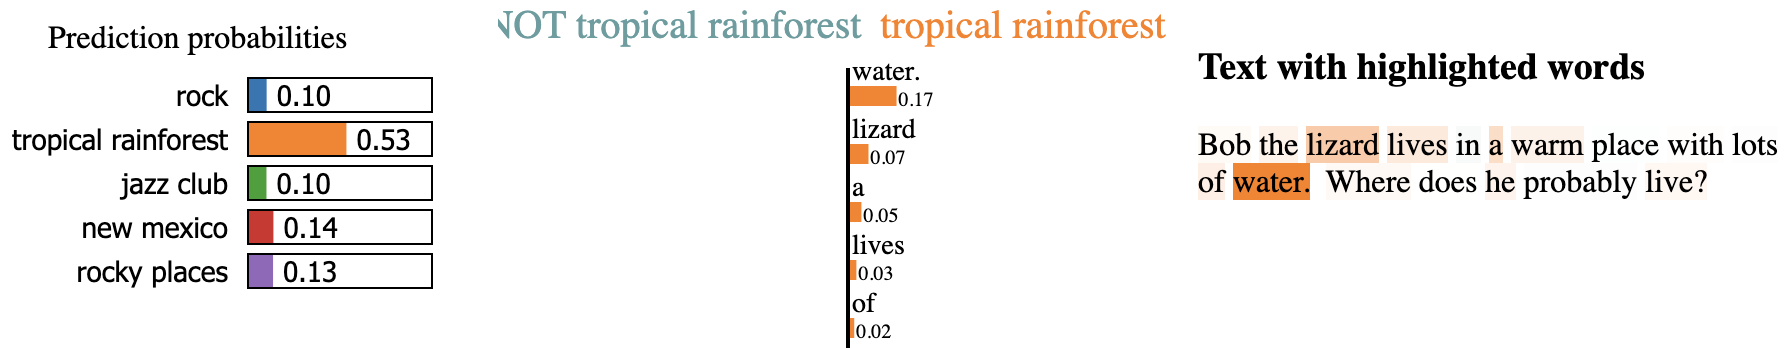 Prediction probabilities
rock 0.10
tropical rainforest 0.53
jazz club 0.10
new mexico 0.14
rocky places 0.13
NOT tropical rainforest tropical rainforest
water.
0.17
lizard
0.07
a
0.05
lives
0.03
of
0.02
Text with highlighted words
Bob the lizard lives in a warm place with lots
of water. Where does he probably live?